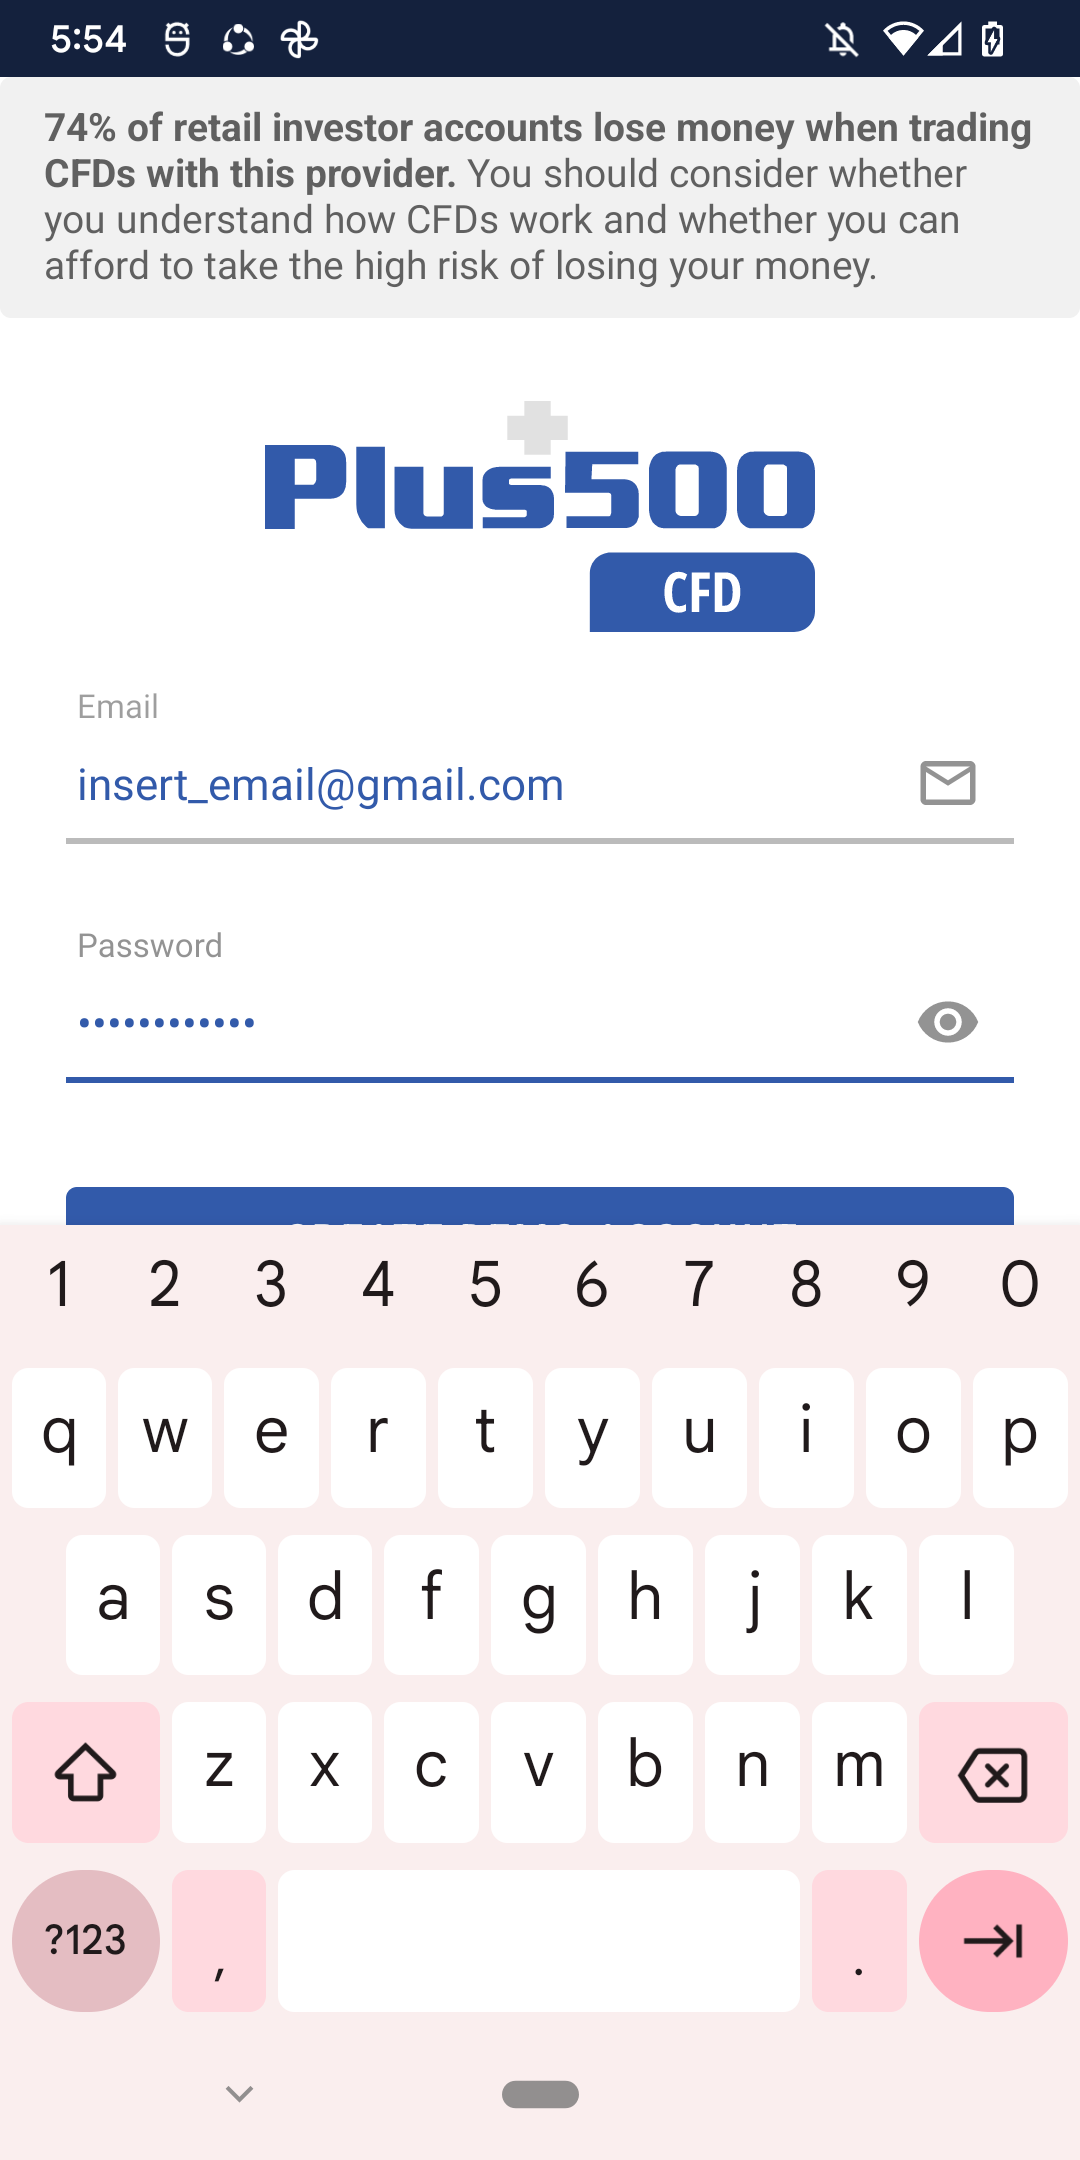 5:54
74% of retail investor accounts lose money when trading
CFDs with this provider. You should consider whether
you understand how CFDs work and whether you can
afford to take the high risk of losing your money.
Plus500
CFD
Email
insert_email@gmail.com
Password
••••••••••••
1 2 3 4 5 6 7 8 9 0
q w e r t y u i o p
a s d f g h j k l
z x c v b n m
?123 , .